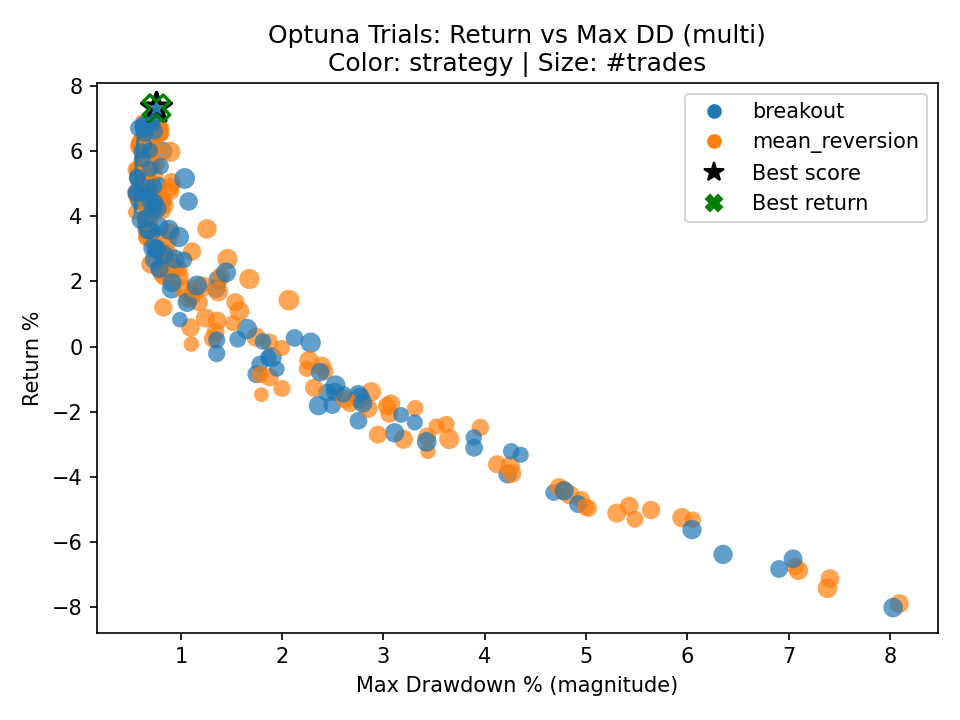 Optuna Trials: Return vs Max DD (multi)
Color: strategy | Size: #trades
breakout
mean_reversion
Best score
Best return
Return %
8
6
4
2
0
−2
−4
−6
−8
1
2
3
4
5
6
7
8
Max Drawdown % (magnitude)